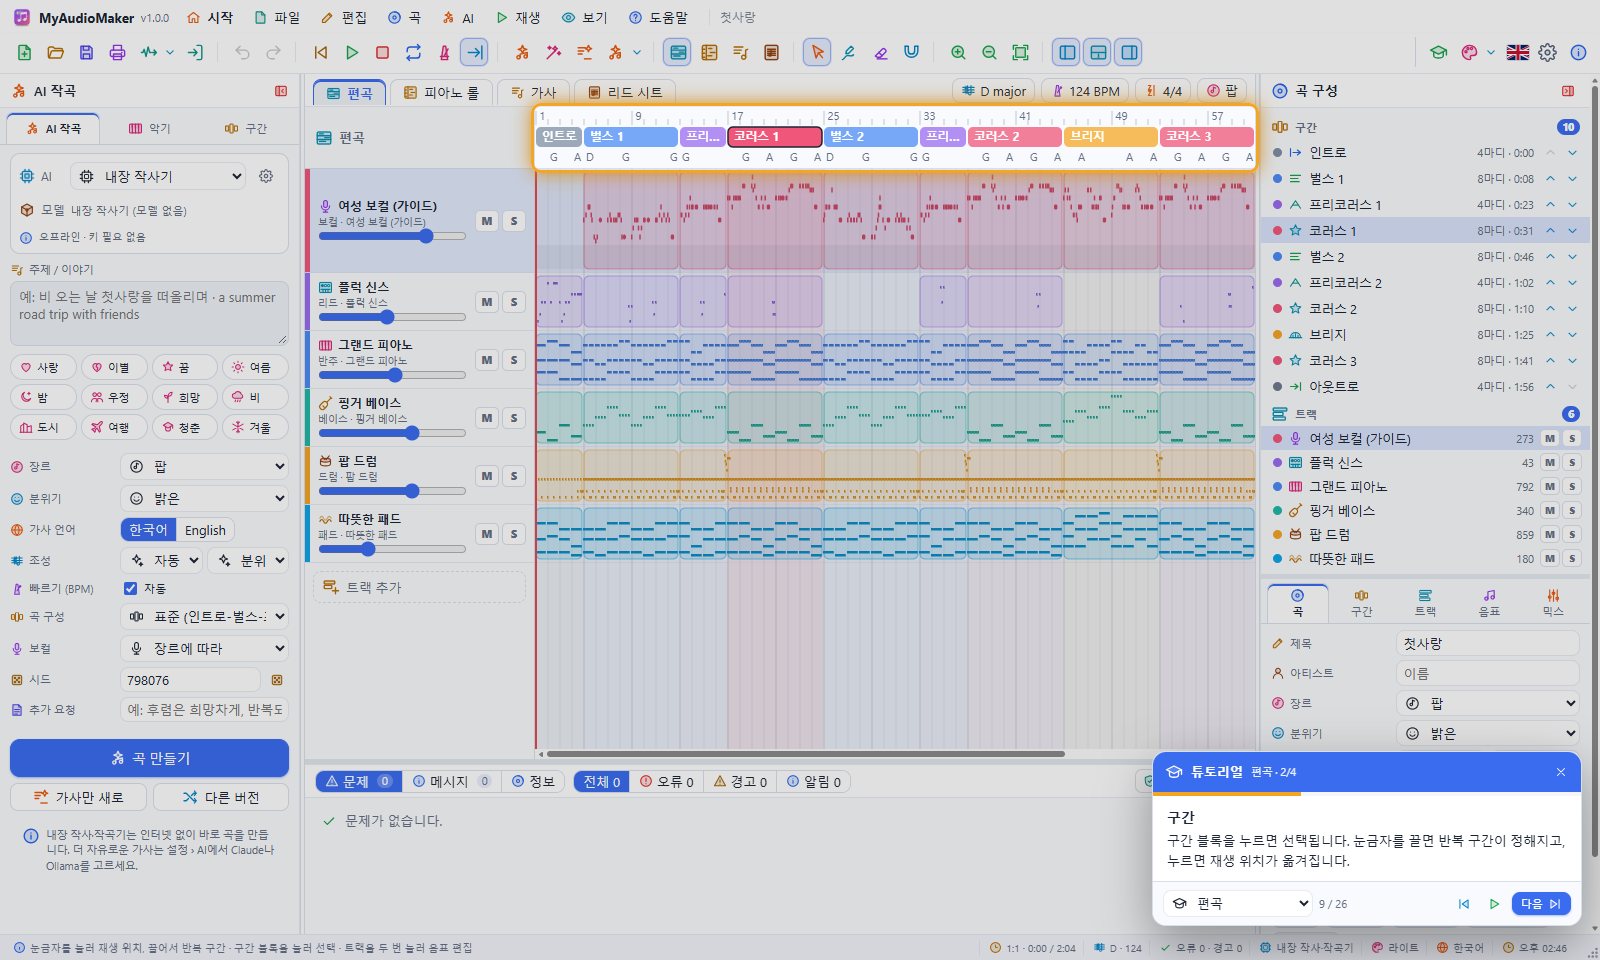 MyAudioMaker v1.0.0 시작 파일 편집 곡 AI 재생 보기 도움말 첫사랑
AI 작곡
AI 작곡 악기 구간
AI 내장 작사기
모델 내장 작사기 (모델 없음)
오프라인 · 키 필요 없음
주제 / 이야기
예: 비 오는 날 첫사랑을 떠올리며 · a summer
road trip with friends
사랑 이별 꿈 여름
밤 우정 희망 비
도시 여행 청춘 겨울
장르 팝
분위기 밝은
가사 언어 한국어 English
조성 자동 분위
빠르기 (BPM) 자동
곡 구성 표준 (인트로-벌스-
보컬 장르에 따라
시드 798076
추가 요청 예: 후렴은 희망차게, 반복되
곡 만들기
가사만 새로 다른 버전
내장 작사·작곡기는 인터넷 없이 바로 곡을 만듭
니다. 더 자유로운 가사는 설정 › AI에서 Claude나
Ollama를 고르세요.
편곡 피아노 롤 가사 리드 시트 D major 124 BPM 4/4 팝
편곡
1 9 17 25 33 41 49 57
인트로 벌스 1 프리... 코러스 1 벌스 2 프리... 코러스 2 브리지 코러스 3
G A D G G G G A G A D G G G G A G A A A A G A G A
여성 보컬 (가이드) M S
보컬 · 여성 보컬 (가이드)
플럭 신스 M S
리드 · 플럭 신스
그랜드 피아노 M S
반주 · 그랜드 피아노
핑거 베이스 M S
베이스 · 핑거 베이스
팝 드럼 M S
드럼 · 팝 드럼
따뜻한 패드 M S
패드 · 따뜻한 패드
트랙 추가
문제 0 메시지 0 정보 전체 0 오류 0 경고 0 알림 0
문제가 없습니다.
곡 구성
구간 10
인트로 4마디 · 0:00
벌스 1 8마디 · 0:08
프리코러스 1 4마디 · 0:23
코러스 1 8마디 · 0:31
벌스 2 8마디 · 0:46
프리코러스 2 4마디 · 1:02
코러스 2 8마디 · 1:10
브리지 8마디 · 1:25
코러스 3 8마디 · 1:41
아웃트로 4마디 · 1:56
트랙 6
여성 보컬 (가이드) 273 M S
플럭 신스 43 M S
그랜드 피아노 792 M S
핑거 베이스 340 M S
팝 드럼 859 M S
따뜻한 패드 180 M S
곡 구간 트랙 음표 믹스
제목 첫사랑
아티스트 이름
장르 팝
분위기 밝은
튜토리얼 편곡 · 2/4
구간
구간 블록을 누르면 선택됩니다. 눈금자를 끌면 반복 구간이 정해지고,
누르면 재생 위치가 옮겨집니다.
편곡 9 / 26 다음
눈금자를 눌러 재생 위치, 끌어서 반복 구간 · 구간 블록을 눌러 선택 · 트랙을 두 번 눌러 음표 편집 1:1 · 0:00 / 2:04 D · 124 오류 0 · 경고 0 내장 작사·작곡기 라이트 한국어 오후 02:46